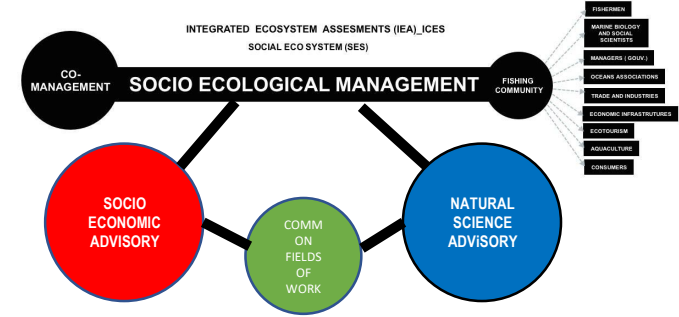 INTEGRATED ECOSYSTEM ASSESMENTS (IEA)_ICES
SOCIAL ECO SYSTEM (SES)
CO-
MANAGEMENT
SOCIO ECOLOGICAL MANAGEMENT
FISHING
COMMUNITY
FISHERMEN
MARINE BIOLOGY
AND SOCIAL
SCIENTISTS
MANAGERS ( GOUV.)
OCEANS ASSOCIATIONS
TRADE AND INDUSTRIES
ECONOMIC INFRASTRUTURES
ECOTOURISM
AQUACULTURE
CONSUMERS
SOCIO
ECONOMIC
ADVISORY
COMM
ON
FIELDS
OF
WORK
NATURAL
SCIENCE
ADViSORY